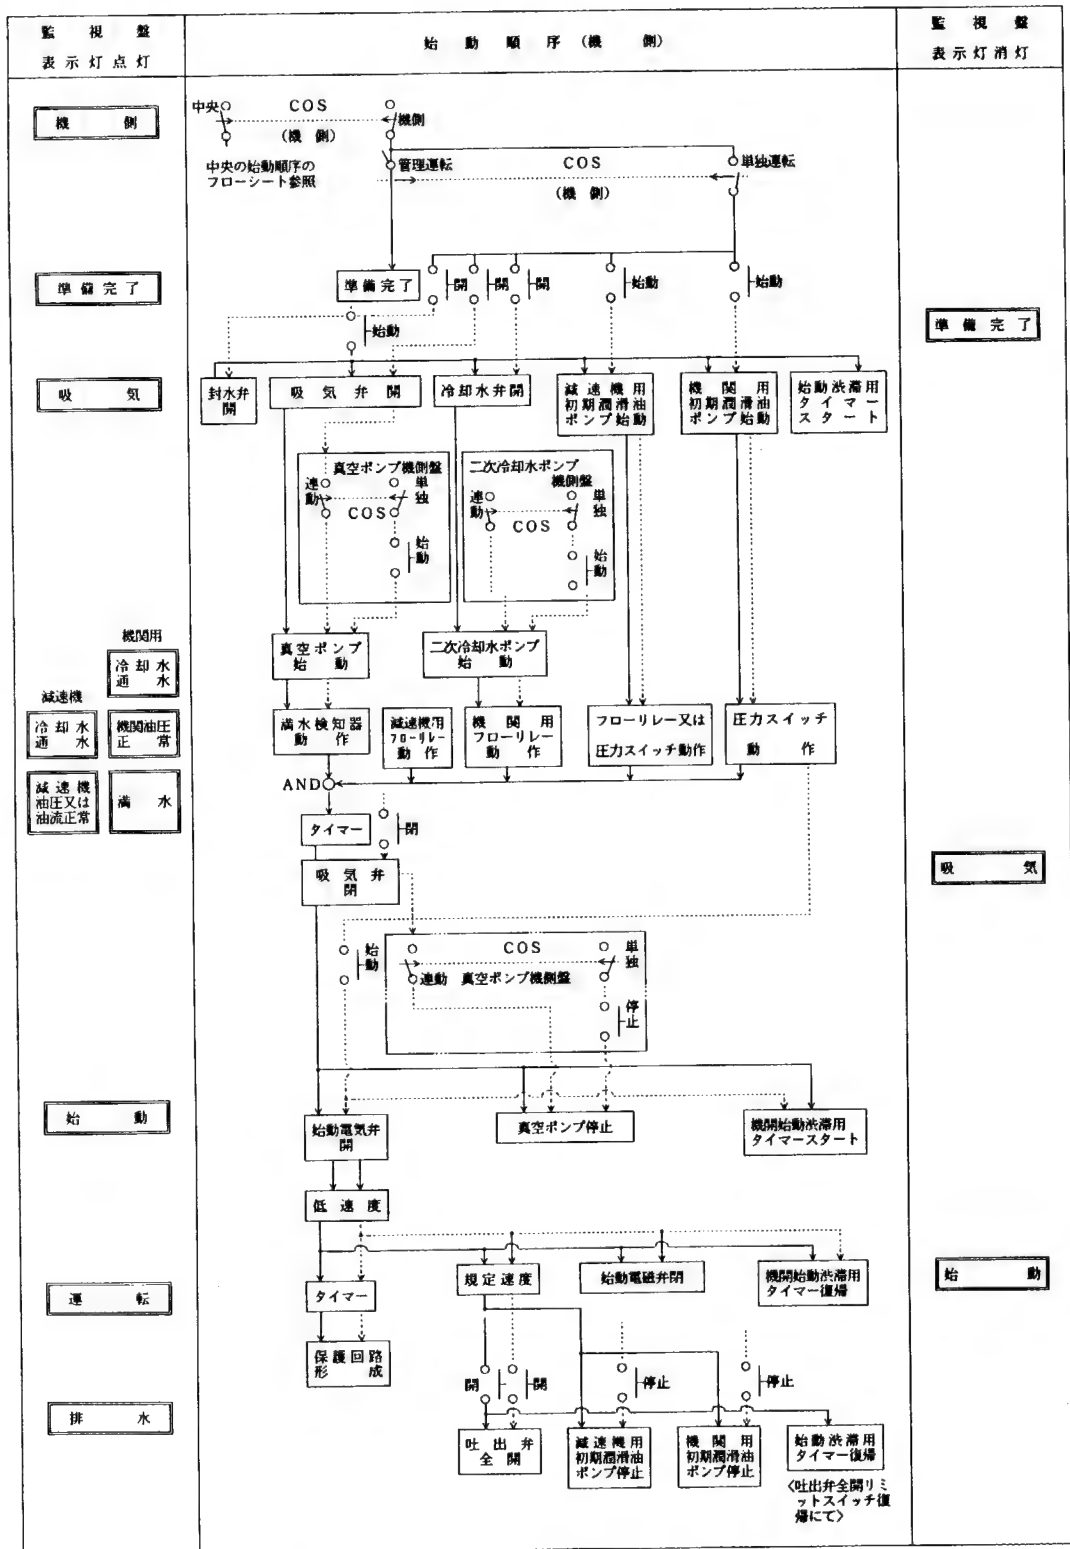 監視盤
表示灯点灯
始動順序(機側)
監視盤
表示灯消灯
機側
中央
COS
(機側)
機側
中央の始動順序の
フローシート参照
管理運転
COS
(機側)
単独運転
準備完了
準備完了
開
開
開
始動
始動
始動
準備完了
吸気
封水弁
開
吸気弁開
冷却水弁開
減速機用
初期潤滑油
ポンプ始動
機関用
初期潤滑油
ポンプ始動
始動渋滞用
タイマー
スタート
真空ポンプ機側盤
連動
単独
COS
始動
二次冷却水ポンプ
機側盤
連動
単独
COS
始動
真空ポンプ
始動
二次冷却水ポンプ
始動
機関用
冷却水
通水
減速機
冷却水
通水
機関油圧
正常
減速機
油圧又は
油流正常
満水
満水検知器
動作
減速機用
フローリレー
動作
機関用
フローリレー
動作
フローリレー又は
圧力スイッチ動作
圧力スイッチ
動作
AND
タイマー
閉
吸気弁
閉
吸気
始動
COS
単独
連動 真空ポンプ機側盤
停止
始動
始動電気弁
開
真空ポンプ停止
機開始動渋滞用
タイマースタート
低速度
運転
タイマー
規定速度
始動電磁弁閉
機開始動渋滞用
タイマー復帰
始動
保護回路
形成
開
開
停止
停止
排水
吐出弁
全開
減速機用
初期潤滑油
ポンプ停止
機関用
初期潤滑油
ポンプ停止
始動渋滞用
タイマー復帰
〈吐出弁全開リミ
ットスイッチ復
帰にて〉